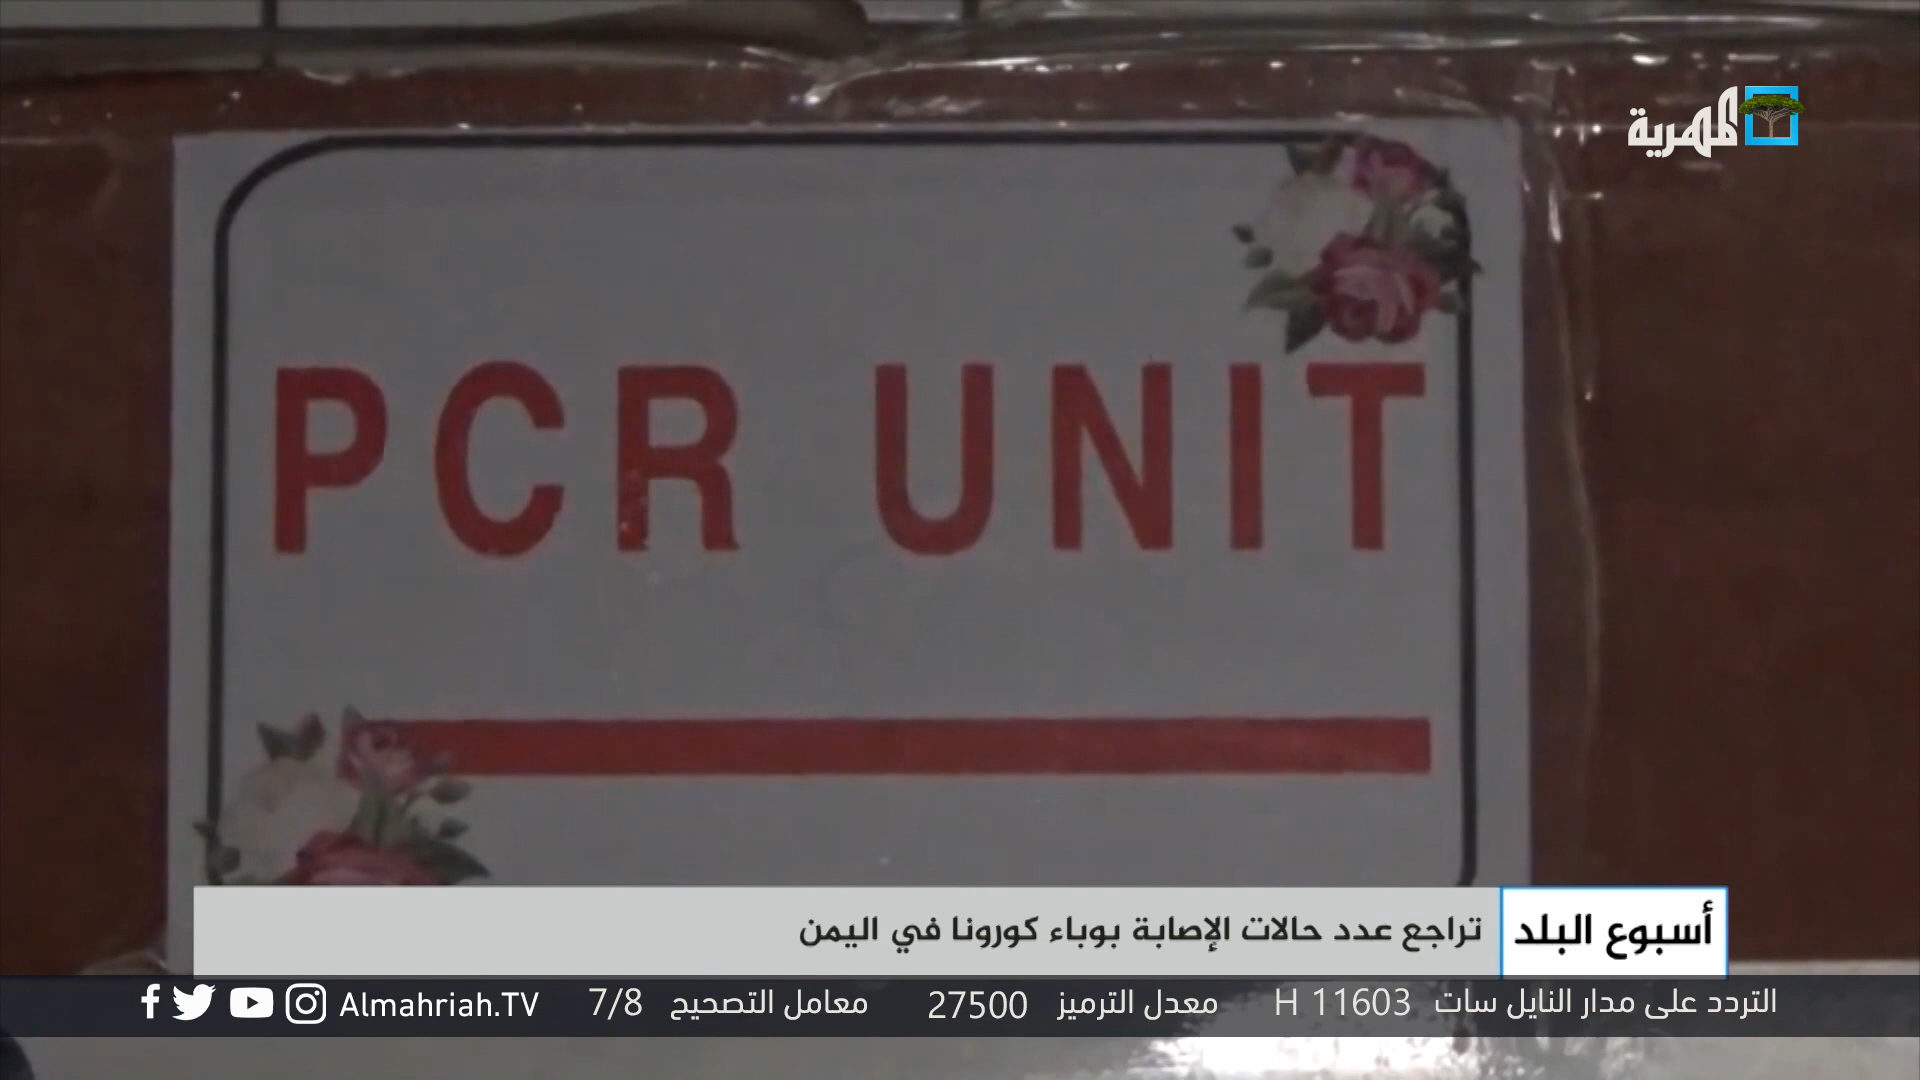 المهرية
PCR UNIT
أسبوع البلد
تراجع عدد حالات الإصابة بوباء كورونا في اليمن
التردد على مدار النايل سات H 11603 معدل الترميز 27500 معامل التصحيح 7/8 Almahriah.TV